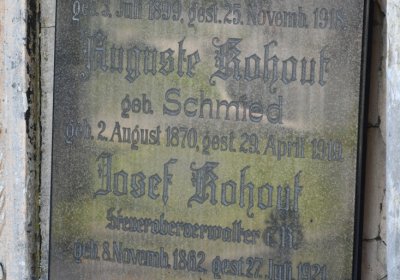 geb. 3. Juli 1899, gest. 25. Novemb. 1918.
Auguste Kohout
geb. Schmied
geb. 2. August 1870, gest. 29. April 1919.
Josef Kohout
Steueroberverwalter
geb. 8. Novemb. 1862, gest. 27. Juli 1921.